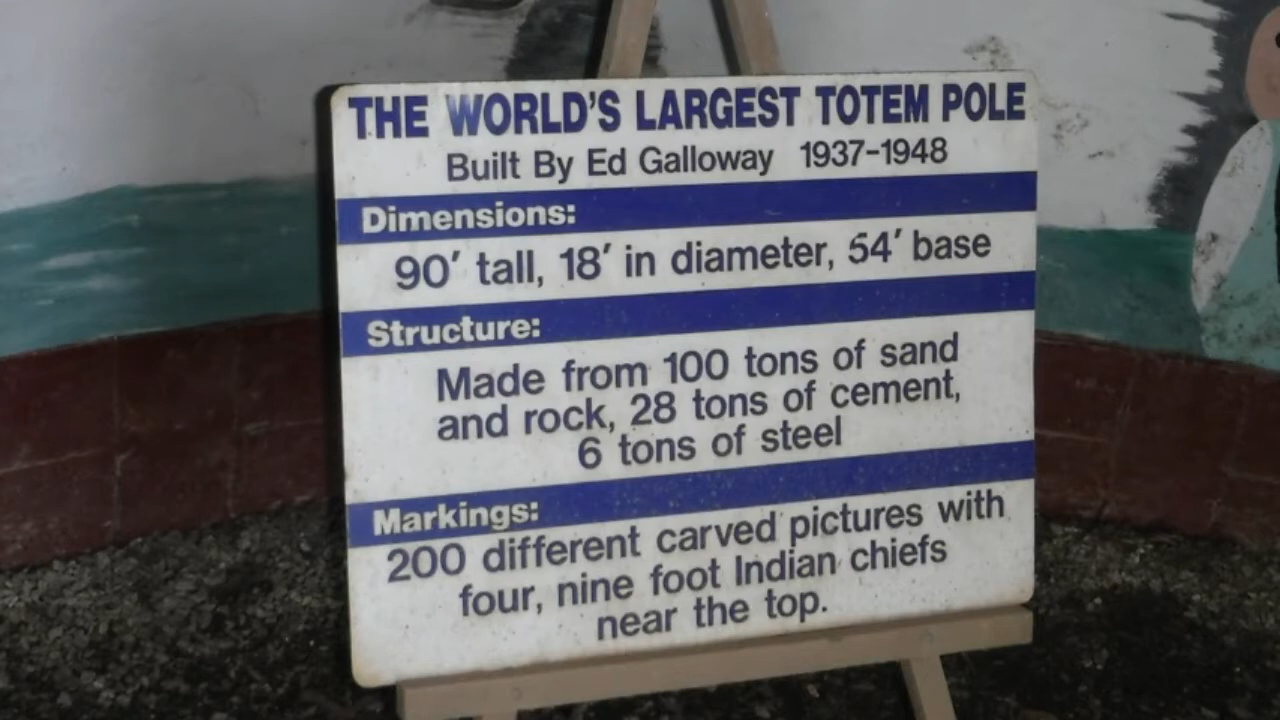 THE WORLD'S LARGEST TOTEM POLE
Built By Ed Galloway 1937-1948
Dimensions:
90′ tall, 18′ in diameter, 54′ base
Structure:
Made from 100 tons of sand
and rock, 28 tons of cement,
6 tons of steel
Markings:
200 different carved pictures with
four, nine foot Indian chiefs
near the top.